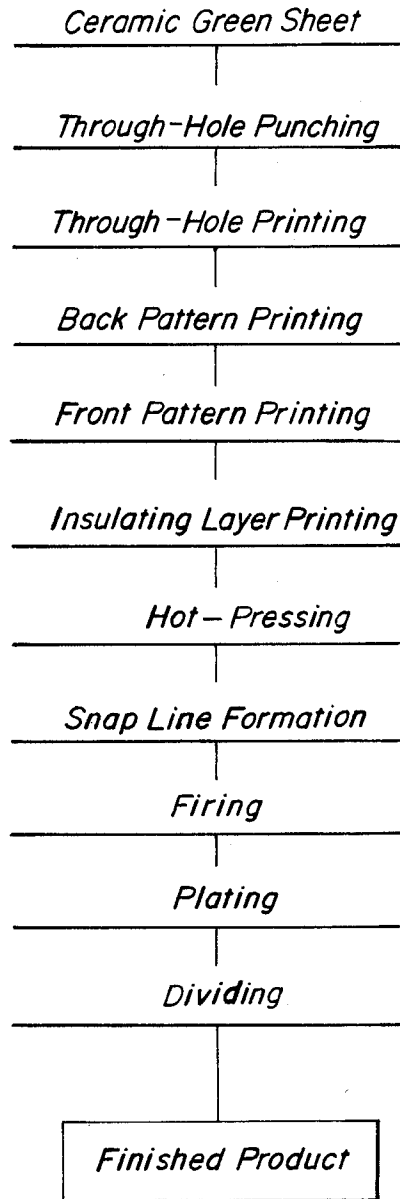 Ceramic Green Sheet
Through-Hole Punching
Through-Hole Printing
Back Pattern Printing
Front Pattern Printing
Insulating Layer Printing
Hot-Pressing
Snap Line Formation
Firing
Plating
Dividing
Finished Product